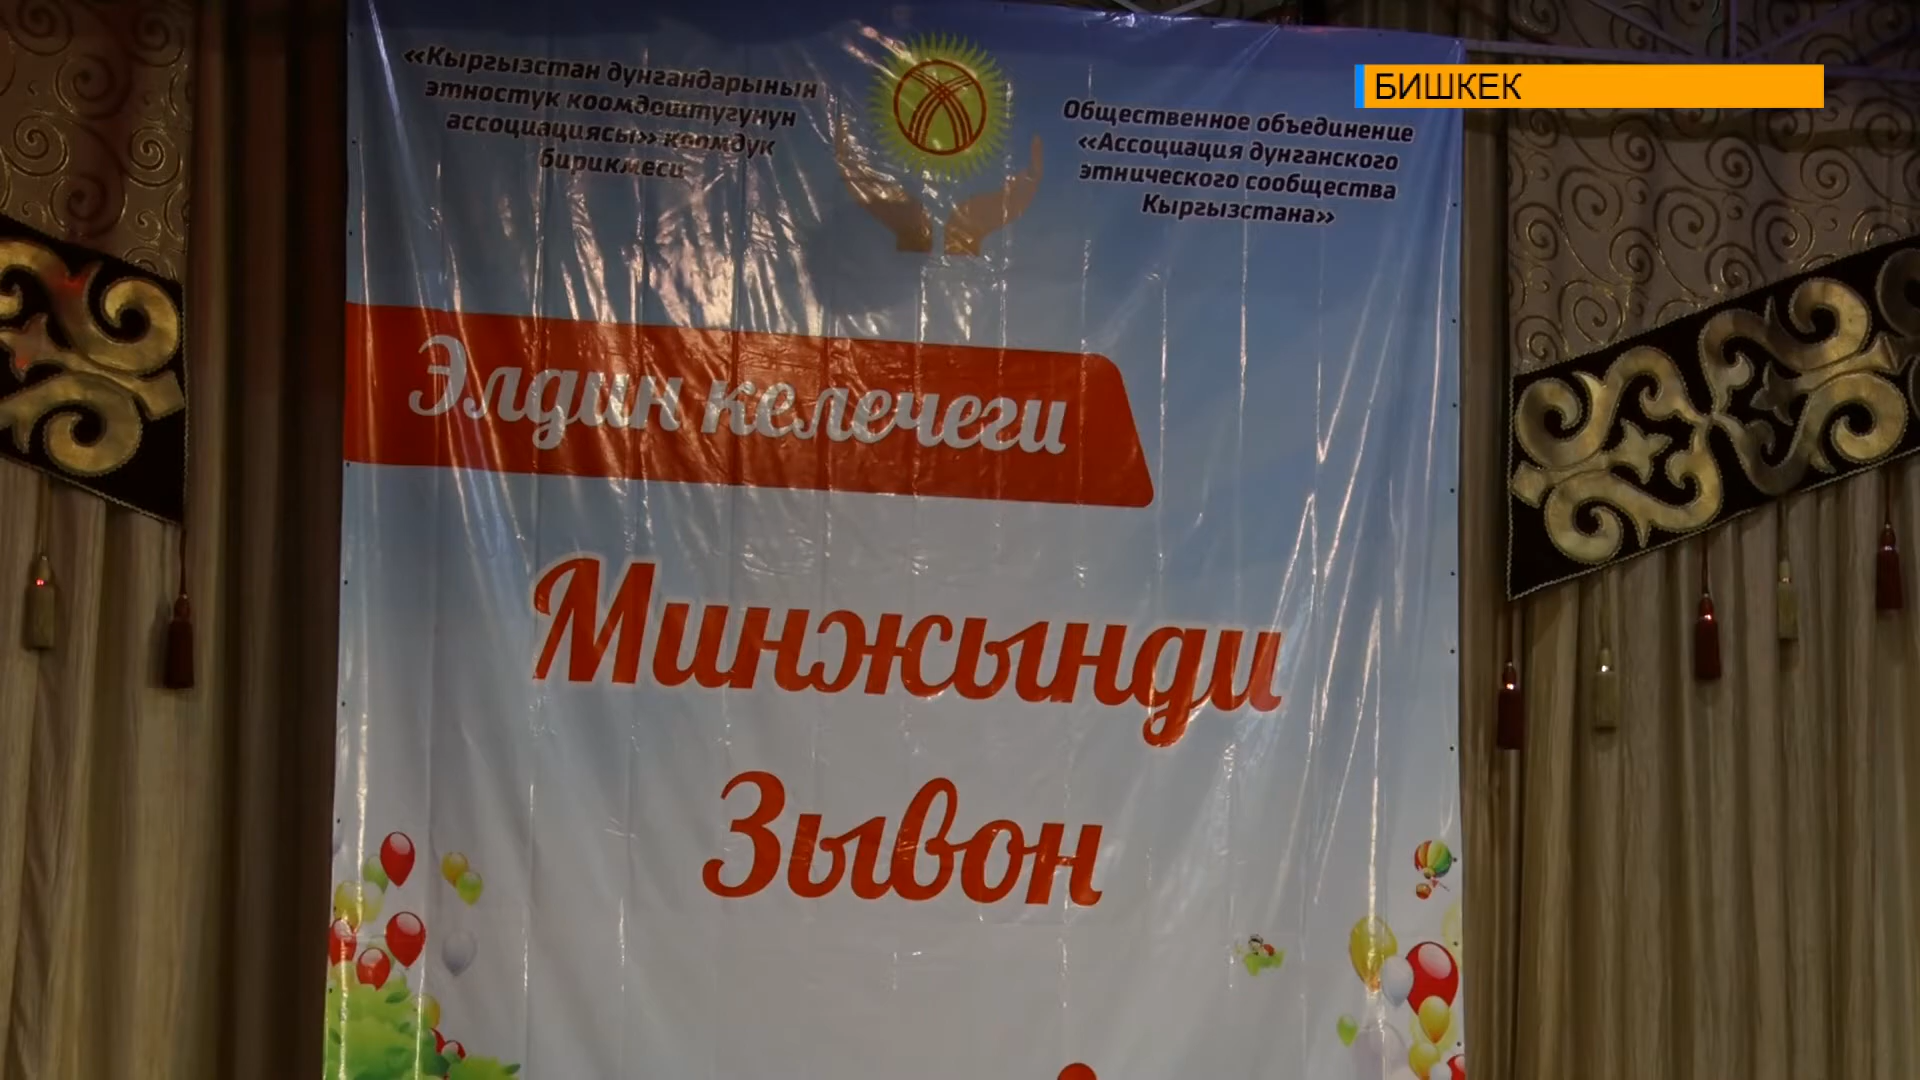 «Кыргызстан дунгандарынын
этностук коомдоштугунун
ассоциациясы» коомдук
бирикмеси
БИШКЕК
Общественное объединение
«Ассоциация дунганского
этнического сообщества
Кыргызстана»
Элдин келечеги
Минжынди
Зывон